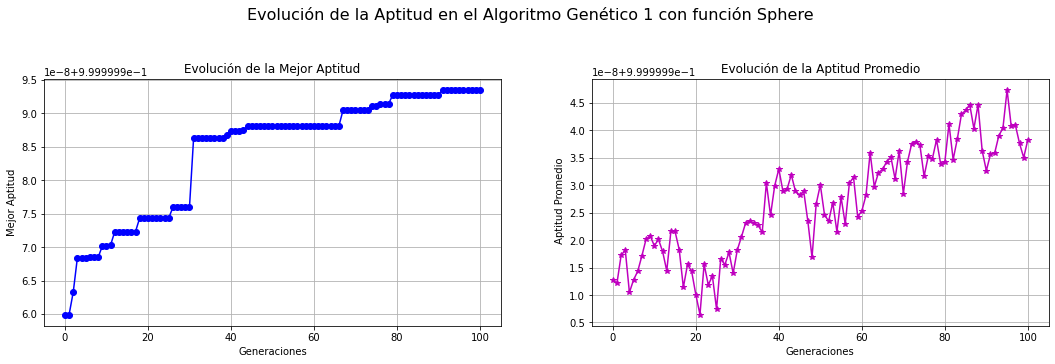 Evolución de la Aptitud en el Algoritmo Genético 1 con función Sphere
1e-8+9.999999e-1
Evolución de la Mejor Aptitud
9.5
9.0
8.5
8.0
7.5
7.0
6.5
6.0
Mejor Aptitud
0 20 40 60 80 100
Generaciones
1e-8+9.999999e-1
Evolución de la Aptitud Promedio
4.5
4.0
3.5
3.0
2.5
2.0
1.5
1.0
0.5
Aptitud Promedio
0 20 40 60 80 100
Generaciones